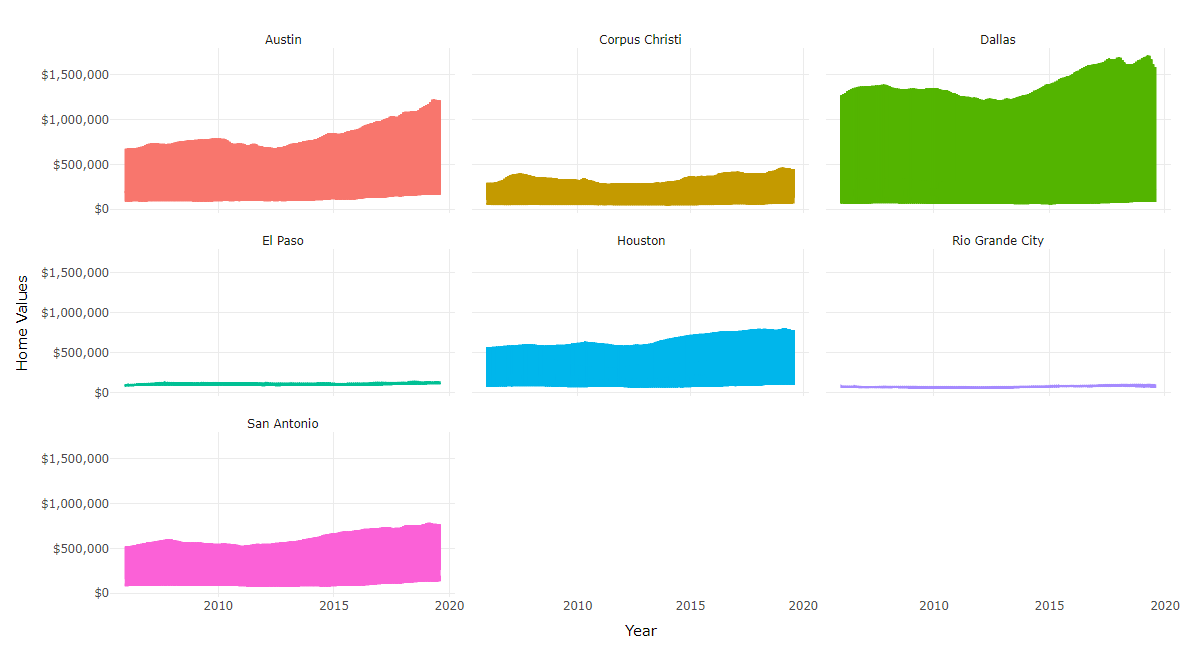 Austin
Corpus Christi
Dallas
$1,500,000
$1,000,000
$500,000
$0
El Paso
Houston
Rio Grande City
$1,500,000
$1,000,000
$500,000
$0
Home Values
San Antonio
$1,500,000
$1,000,000
$500,000
$0
2010 2015 2020
2010 2015 2020
2010 2015 2020
Year